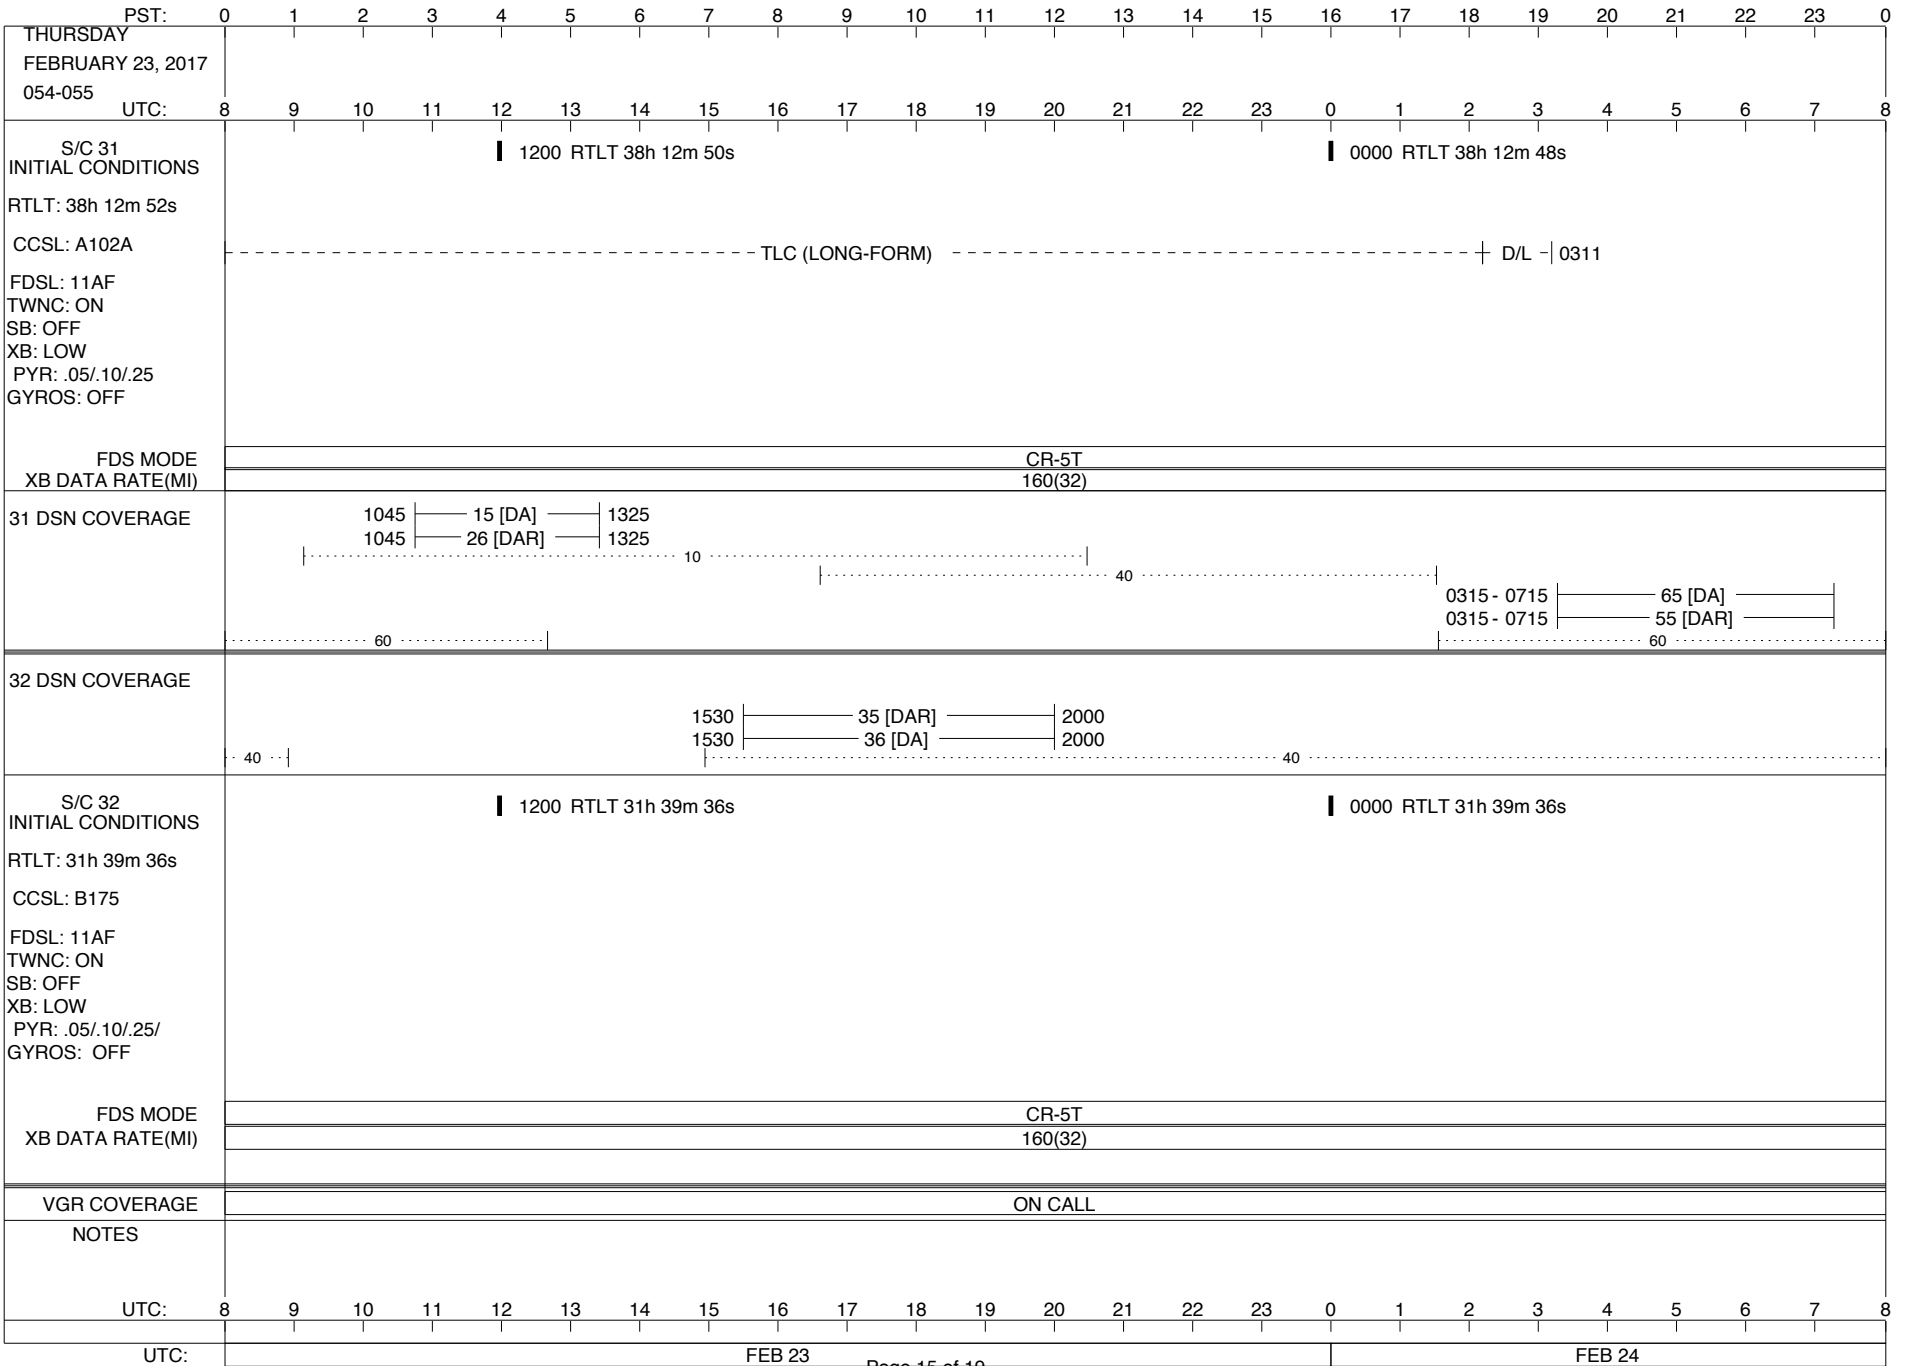 PST: 0 1 2 3 4 5 6 7 8 9 10 11 12 13 14 15 16 17 18 19 20 21 22 23 0
THURSDAY
FEBRUARY 23, 2017
054-055
UTC: 8 9 10 11 12 13 14 15 16 17 18 19 20 21 22 23 0 1 2 3 4 5 6 7 8
S/C 31
INITIAL CONDITIONS
1200 RTLT 38h 12m 50s
0000 RTLT 38h 12m 48s
RTLT: 38h 12m 52s
CCSL: A102A
TLC (LONG-FORM) D/L 0311
FDSL: 11AF
TWNC: ON
SB: OFF
XB: LOW
PYR: .05/.10/.25
GYROS: OFF
FDS MODE CR-5T
XB DATA RATE(MI) 160(32)
31 DSN COVERAGE
1045 15 [DA] 1325
1045 26 [DAR] 1325
10
40
0315 - 0715 65 [DA]
0315 - 0715 55 [DAR]
60 60
32 DSN COVERAGE
1530 35 [DAR] 2000
1530 36 [DA] 2000
40 40
S/C 32
INITIAL CONDITIONS
1200 RTLT 31h 39m 36s
0000 RTLT 31h 39m 36s
RTLT: 31h 39m 36s
CCSL: B175
FDSL: 11AF
TWNC: ON
SB: OFF
XB: LOW
PYR: .05/.10/.25/
GYROS: OFF
FDS MODE CR-5T
XB DATA RATE(MI) 160(32)
VGR COVERAGE ON CALL
NOTES
UTC: 8 9 10 11 12 13 14 15 16 17 18 19 20 21 22 23 0 1 2 3 4 5 6 7 8
UTC: FEB 23 FEB 24
Page 15 of 19